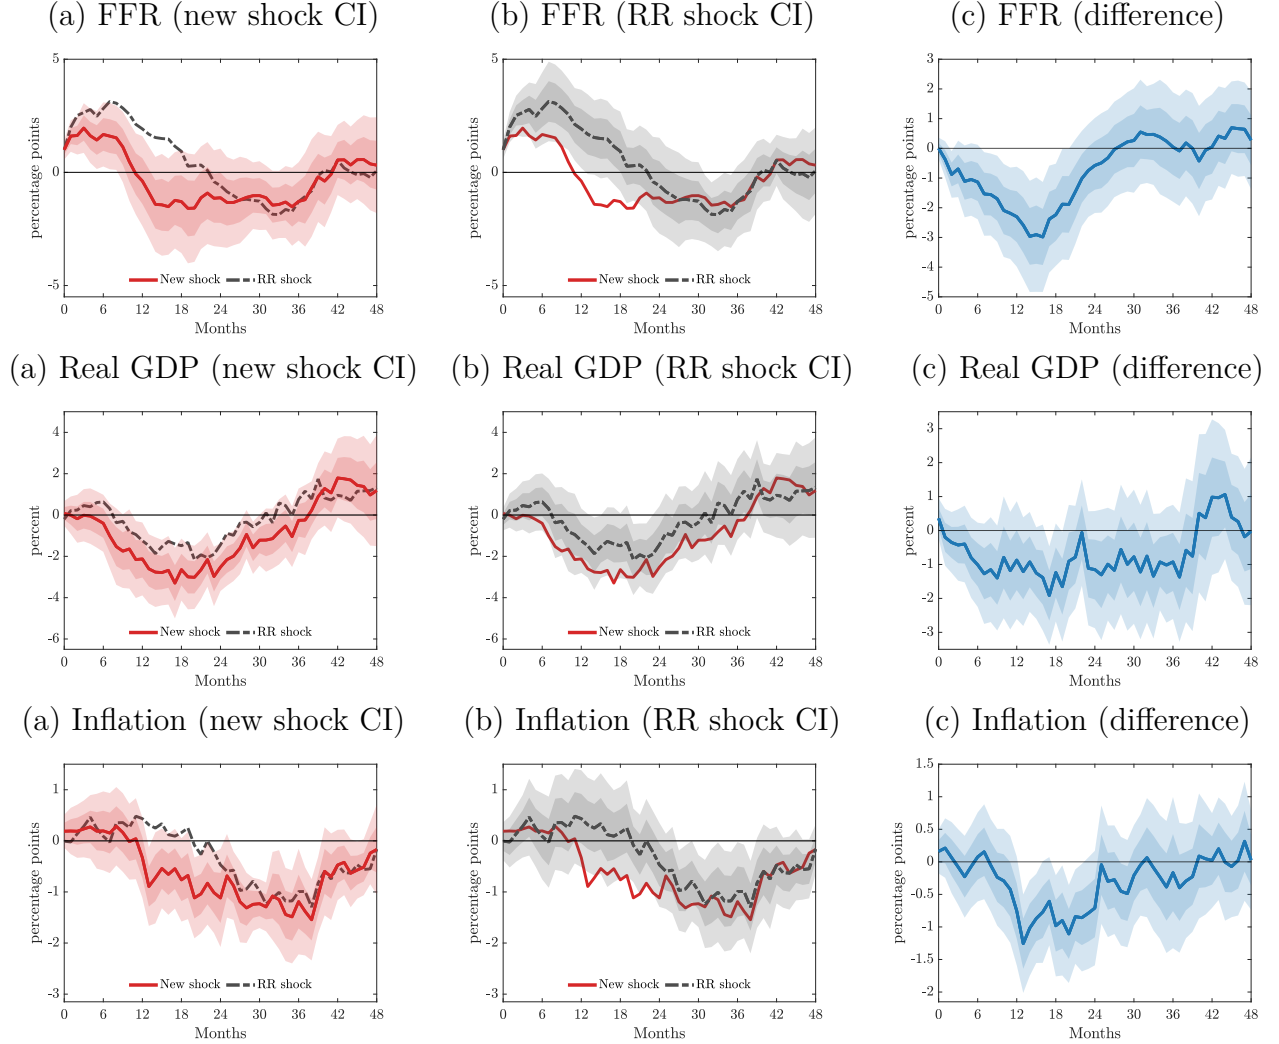 (a) FFR (new shock CI)
5
0
-5
percentage points
New shock
RR shock
0 6 12 18 24 30 36 42 48
Months
(b) FFR (RR shock CI)
5
0
-5
percentage points
New shock
RR shock
0 6 12 18 24 30 36 42 48
Months
(c) FFR (difference)
3
2
1
0
-1
-2
-3
-4
-5
percentage points
0 6 12 18 24 30 36 42 48
Months
(a) Real GDP (new shock CI)
4
2
0
-2
-4
-6
percent
New shock
RR shock
0 6 12 18 24 30 36 42 48
Months
(b) Real GDP (RR shock CI)
4
2
0
-2
-4
-6
percent
New shock
RR shock
0 6 12 18 24 30 36 42 48
Months
(c) Real GDP (difference)
3
2
1
0
-1
-2
-3
percent
0 6 12 18 24 30 36 42 48
Months
(a) Inflation (new shock CI)
1
0
-1
-2
-3
percentage points
New shock
RR shock
0 6 12 18 24 30 36 42 48
Months
(b) Inflation (RR shock CI)
1
0
-1
-2
-3
percentage points
New shock
RR shock
0 6 12 18 24 30 36 42 48
Months
(c) Inflation (difference)
1.5
1
0.5
0
-0.5
-1
-1.5
-2
percentage points
0 6 12 18 24 30 36 42 48
Months